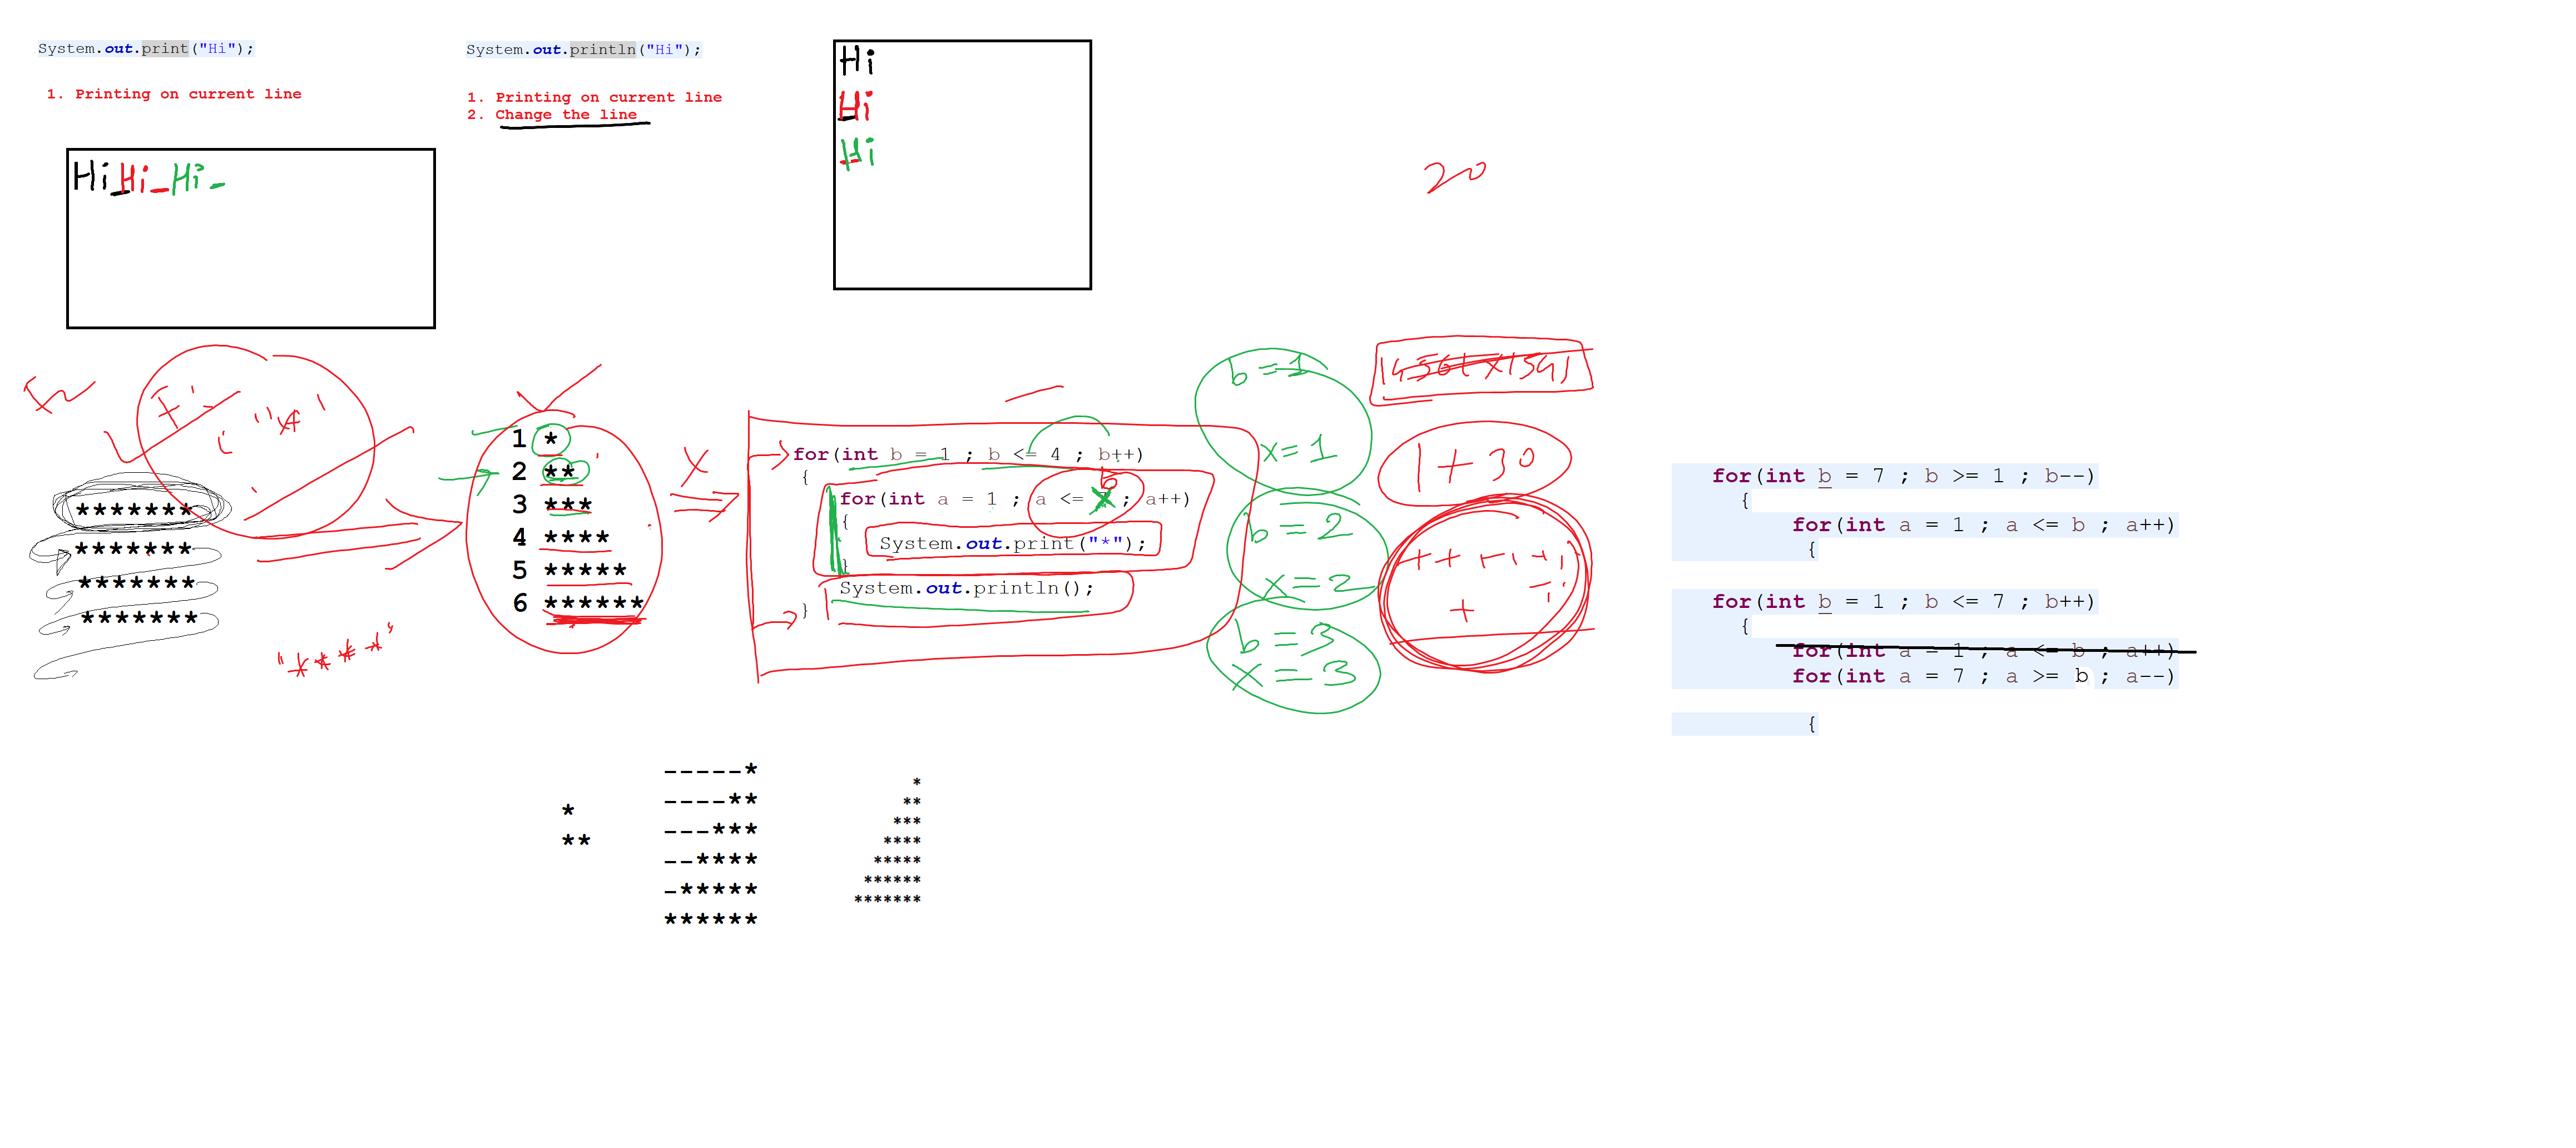 System.out.print("Hi");
1. Printing on current line
Hi_Hi_Hi_
System.out.println("Hi");
1. Printing on current line
2. Change the line
Hi
Hi
Hi
20
"*"
*******
*******
*******
*******
"****"
1 *
2 **
3 ***
4 ****
5 *****
6 ******
X
for(int b = 1 ; b <= 4 ; b++)
{
b
for(int a = 1 ; a <= ; a++)
{
System.out.print("*");
}
System.out.println();
}
b=1
x=1
b=2
x=2
b=3
x=3
1+30
for(int b = 7 ; b >= 1 ; b--)
{
for(int a = 1 ; a <= b ; a++)
{
for(int b = 1 ; b <= 7 ; b++)
{
for(int a = 1 ; a <= b ; a++)
for(int a = 7 ; a >= b ; a--)
{
*
**
-----*
----**
---***
--****
-*****
******
*
**
***
****
*****
******
*******